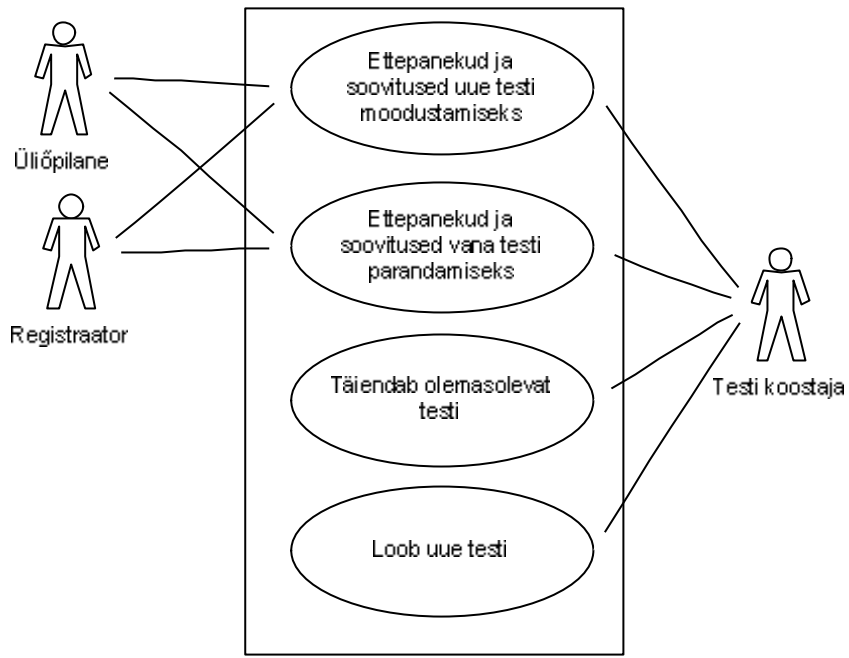 Ettepanekud ja
soovitused uue testi
moodustamiseks
Üliõpilane
Ettepanekud ja
soovitused vana testi
parandamiseks
Registraator
Täiendab olemasolevat
testi
Testi koostaja
Loob uue testi